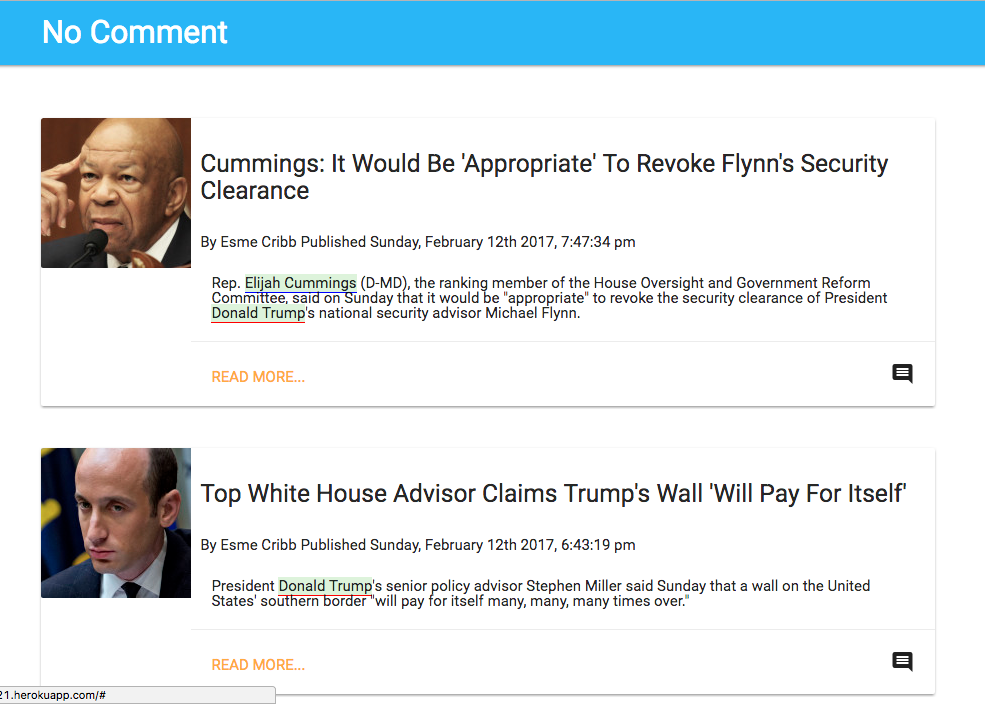 No Comment
Cummings: It Would Be 'Appropriate' To Revoke Flynn's Security
Clearance
By Esme Cribb Published Sunday, February 12th 2017, 7:47:34 pm
Rep. Elijah Cummings (D-MD), the ranking member of the House Oversight and Government Reform
Committee, said on Sunday that it would be "appropriate" to revoke the security clearance of President
Donald Trump's national security advisor Michael Flynn.
READ MORE...
Top White House Advisor Claims Trump's Wall 'Will Pay For Itself'
By Esme Cribb Published Sunday, February 12th 2017, 6:43:19 pm
President Donald Trump's senior policy advisor Stephen Miller said Sunday that a wall on the United
States' southern border "will pay for itself many, many, many times over."
READ MORE...
21.herokuapp.com/#